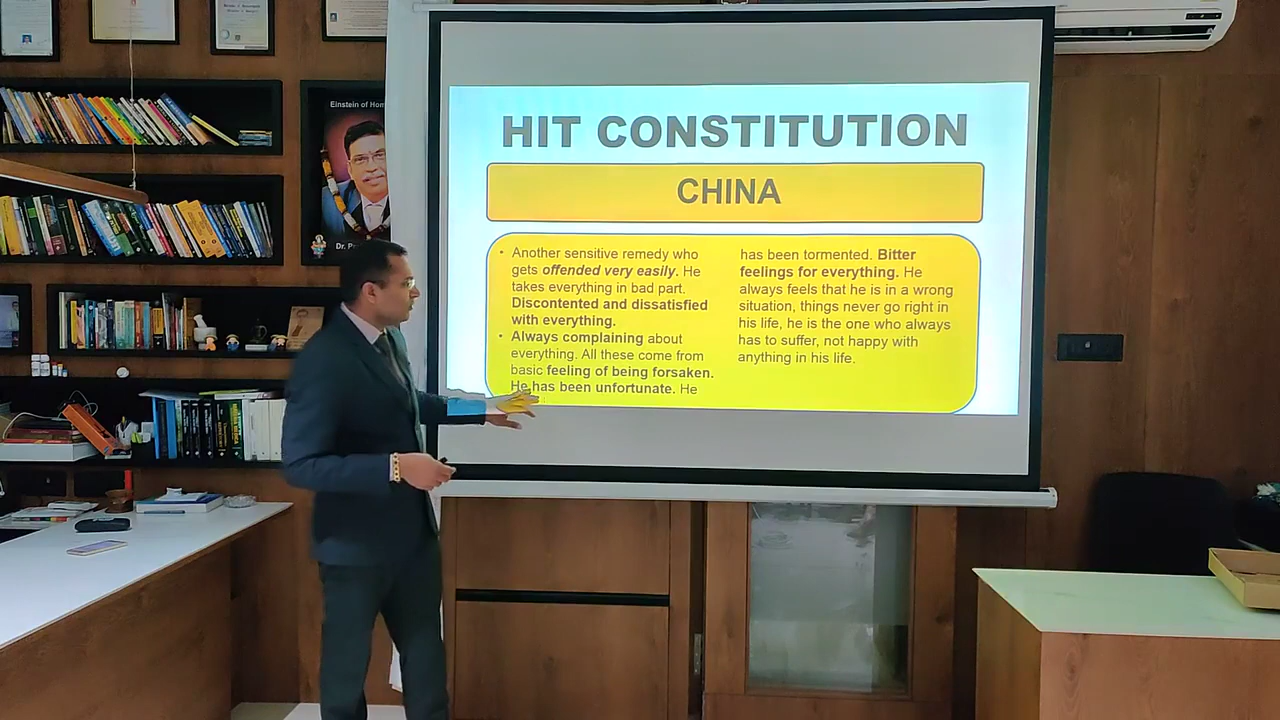 Einstein of Hom
HIT CONSTITUTION
CHINA
• Another sensitive remedy who
gets offended very easily. He
takes everything in bad part.
Discontented and dissatisfied
with everything.
• Always complaining about
everything. All these come from
basic feeling of being forsaken.
He has been unfortunate. He
has been tormented. Bitter
feelings for everything. He
always feels that he is in a wrong
situation, things never go right in
his life, he is the one who always
has to suffer, not happy with
anything in his life.
Dr. P